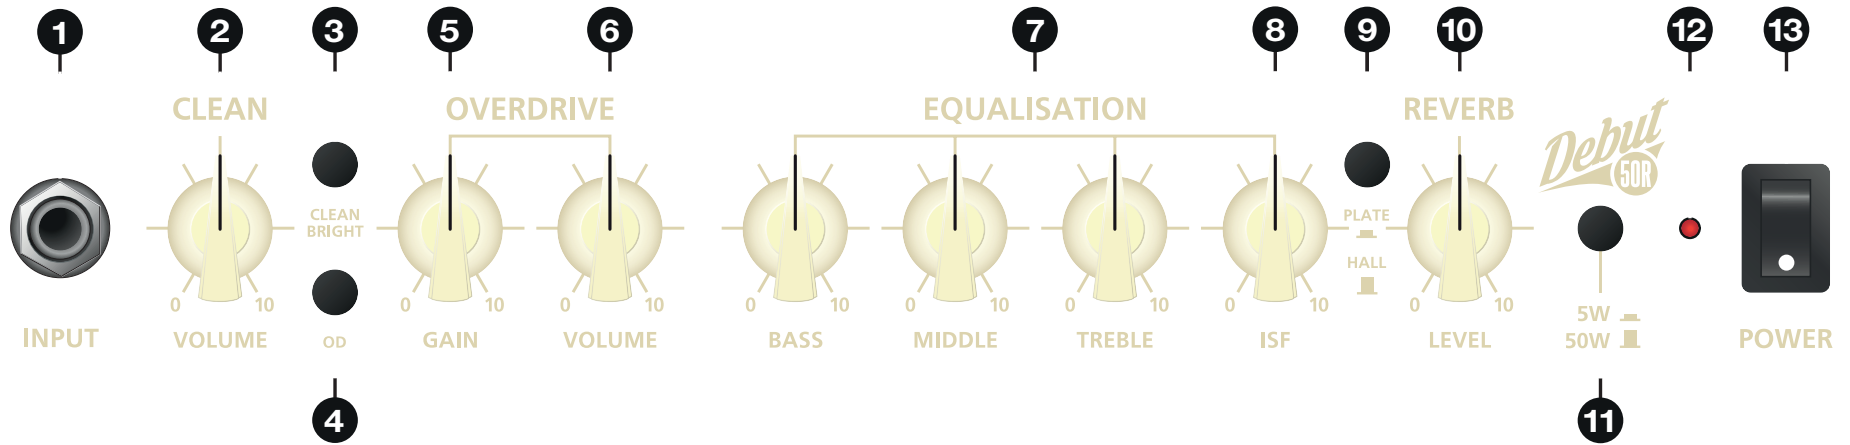 1 2 3 5 6 7 8 9 10 12 13
CLEAN OVERDRIVE EQUALISATION REVERB
Debut
50R
CLEAN
BRIGHT
PLATE
HALL
0 10 0 10 0 10 0 10 0 10 0 10 0 10 0 10
5W
50W
INPUT VOLUME OD GAIN VOLUME BASS MIDDLE TREBLE ISF LEVEL POWER
4 11